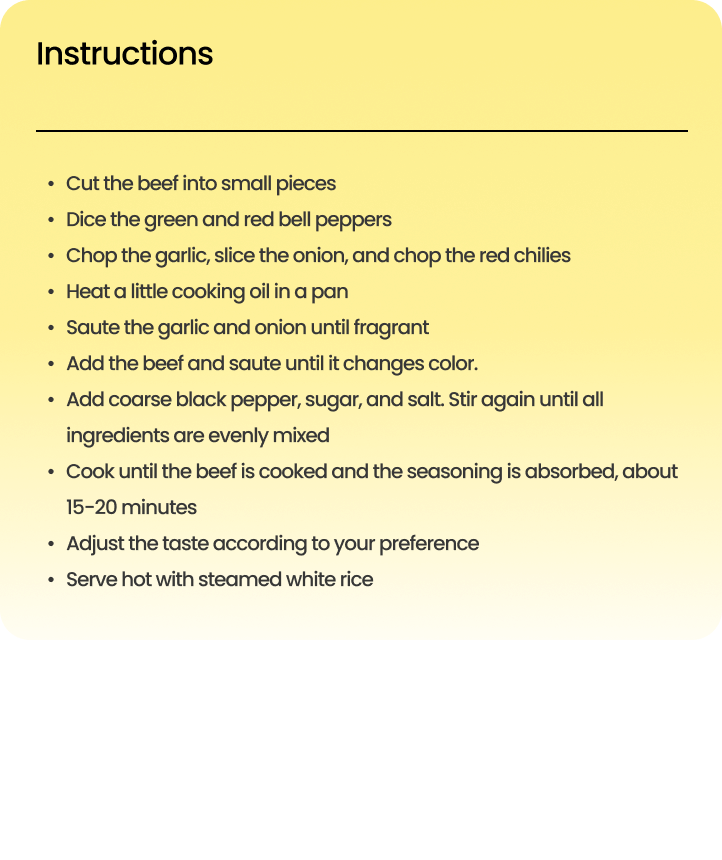 Instructions
• Cut the beef into small pieces
• Dice the green and red bell peppers
• Chop the garlic, slice the onion, and chop the red chilies
• Heat a little cooking oil in a pan
• Saute the garlic and onion until fragrant
• Add the beef and saute until it changes color.
• Add coarse black pepper, sugar, and salt. Stir again until all
ingredients are evenly mixed
• Cook until the beef is cooked and the seasoning is absorbed, about
15-20 minutes
• Adjust the taste according to your preference
• Serve hot with steamed white rice